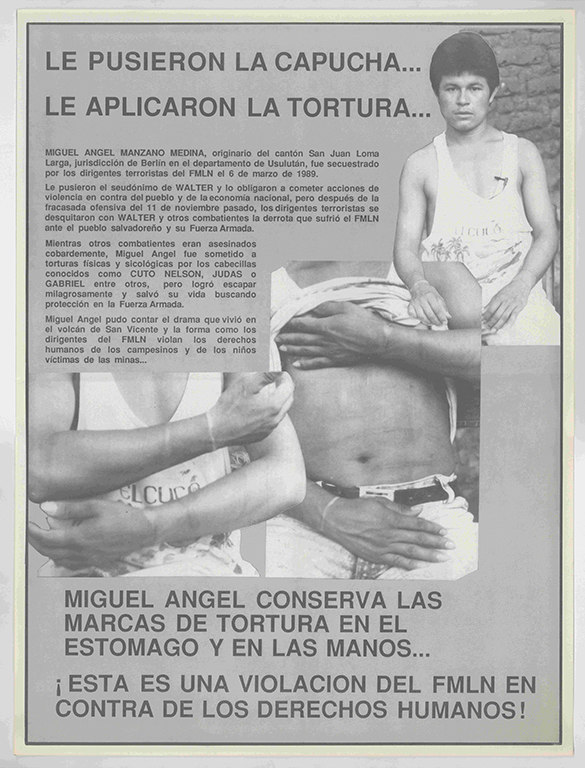 LE PUSIERON LA CAPUCHA...
LE APLICARON LA TORTURA...
MIGUEL ANGEL MANZANO MEDINA, originario del cantón San Juan Loma
Larga, jurisdicción de Berlín en el departamento de Usulután, fue secuestrado
por los dirigentes terroristas del FMLN el 6 de marzo de 1989.
Le pusieron el seudónimo de WALTER y lo obligaron a cometer acciones de
violencia en contra del pueblo y de la economía nacional, pero después de la
fracasada ofensiva del 11 de noviembre pasado, los dirigentes terroristas se
desquitaron con WALTER y otros combatientes la derrota que sufrió el FMLN
ante el pueblo salvadoreño y su Fuerza Armada.
Mientras otros combatientes eran asesinados
cobardemente, Miguel Angel fue sometido a
torturas físicas y sicológicas por los cabecillas
conocidos como CUTO NELSON, JUDAS o
GABRIEL entre otros, pero logró escapar
milagrosamente y salvó su vida buscando
protección en la Fuerza Armada.
Miguel Angel pudo contar el drama que vivió en
el volcán de San Vicente y la forma como los
dirigentes del FMLN violan los derechos
humanos de los campesinos y de los niños
víctimas de las minas...
EL CUCO
EL CUCO
MIGUEL ANGEL CONSERVA LAS
MARCAS DE TORTURA EN EL
ESTOMAGO Y EN LAS MANOS...
¡ESTA ES UNA VIOLACION DEL FMLN EN
CONTRA DE LOS DERECHOS HUMANOS!